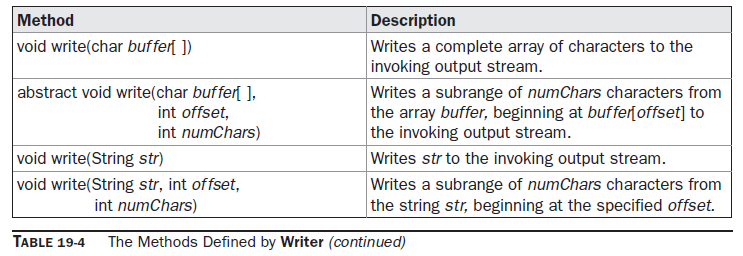 Method Description
void write(char buffer[ ]) Writes a complete array of characters to the
invoking output stream.
abstract void write(char buffer[ ], Writes a subrange of numChars characters from
int offset, the array buffer, beginning at buffer[offset] to
int numChars) the invoking output stream.
void write(String str) Writes str to the invoking output stream.
void write(String str, int offset, Writes a subrange of numChars characters from
int numChars) the string str, beginning at the specified offset.
TABLE 19-4 The Methods Defined by Writer (continued)